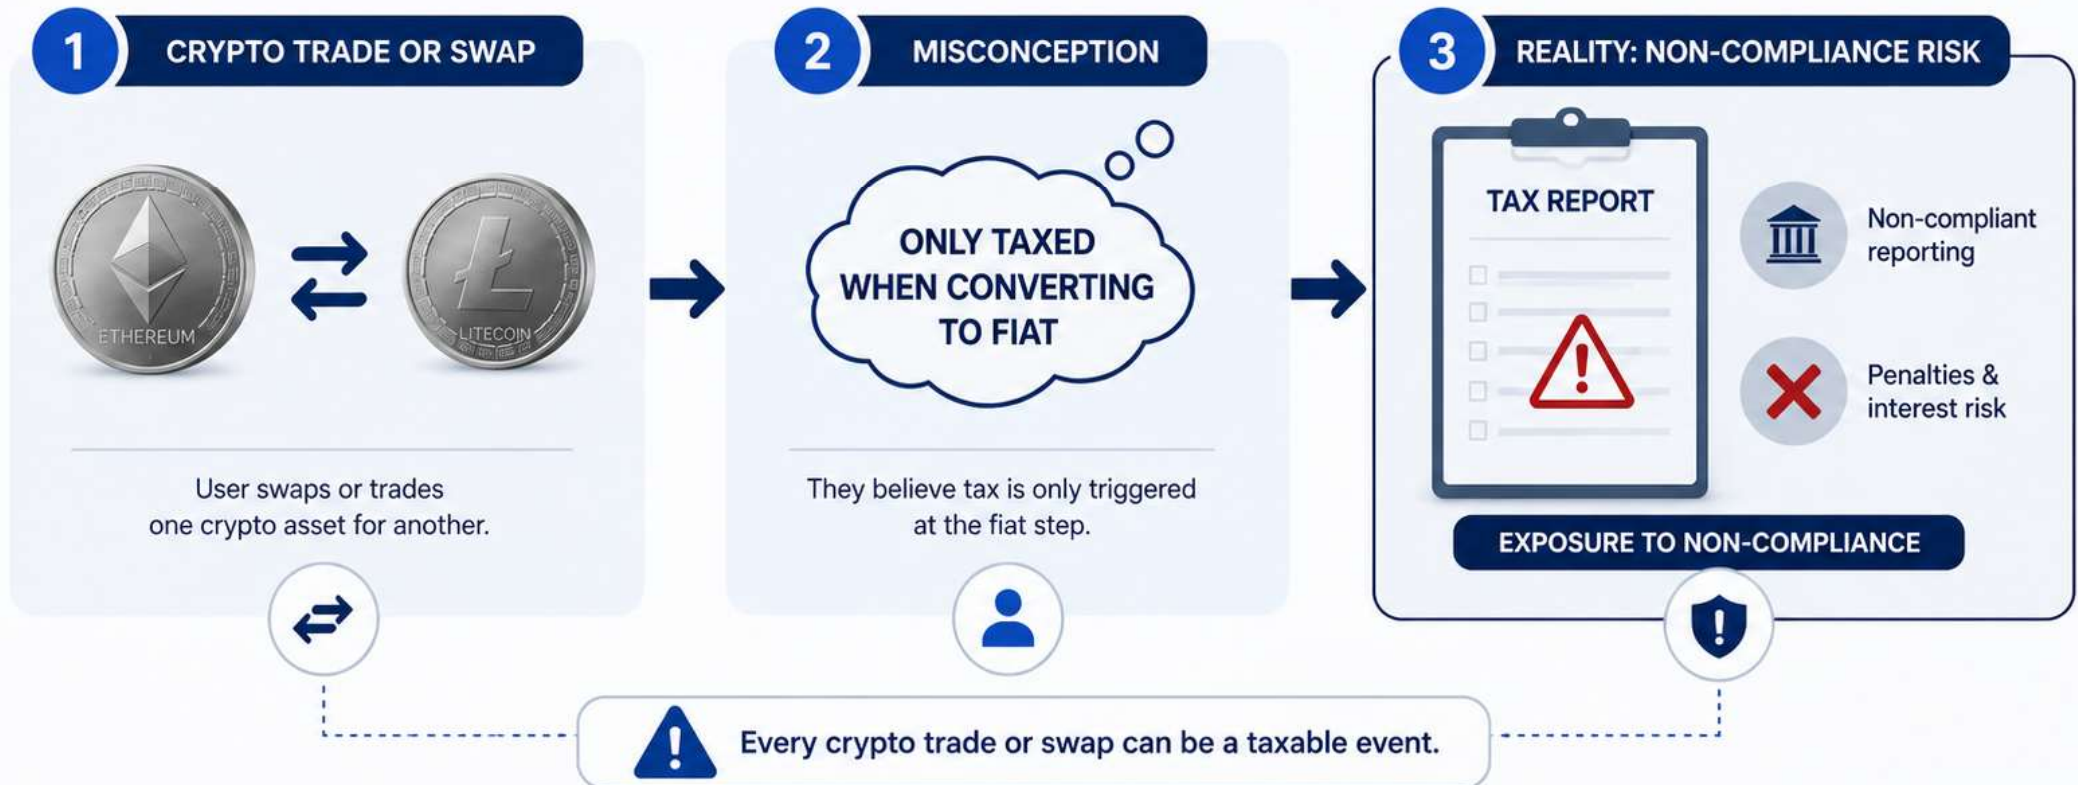 1
CRYPTO TRADE OR SWAP
ETHEREUM
LITECOIN
User swaps or trades
one crypto asset for another.
2
MISCONCEPTION
ONLY TAXED
WHEN CONVERTING
TO FIAT
They believe tax is only triggered
at the fiat step.
3
REALITY: NON-COMPLIANCE RISK
TAX REPORT
Non-compliant
reporting
Penalties &
interest risk
EXPOSURE TO NON-COMPLIANCE
Every crypto trade or swap can be a taxable event.